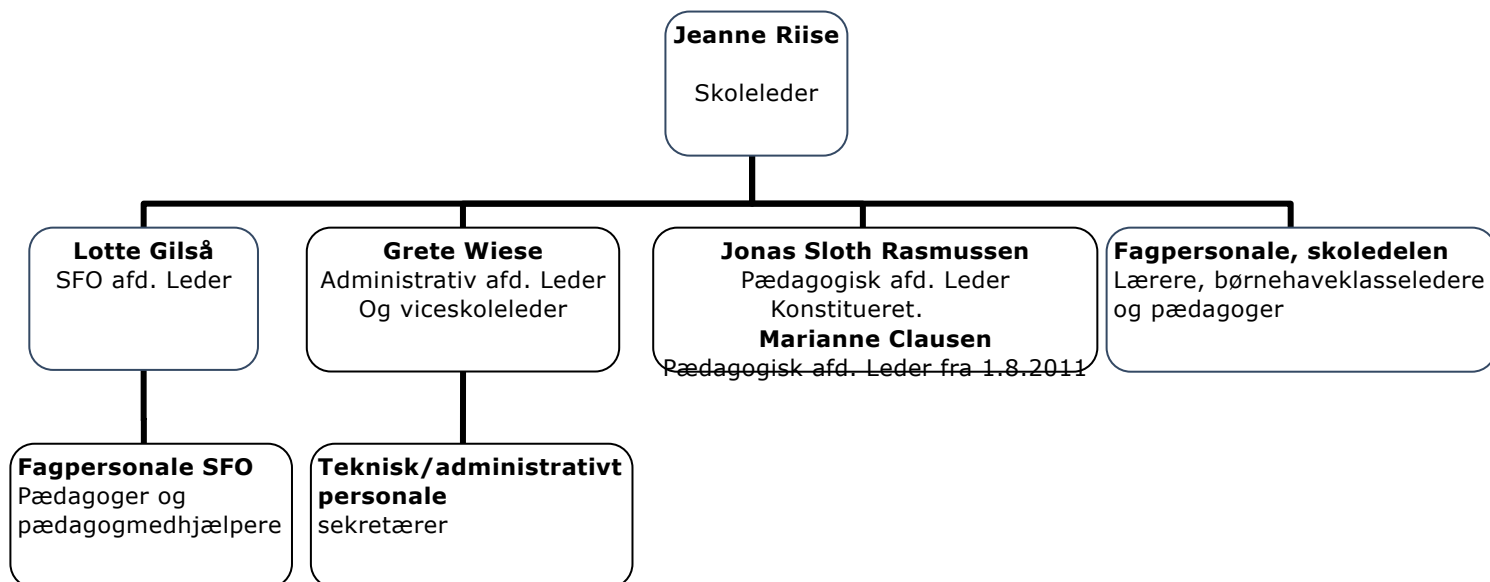 Jeanne Riise
Skoleleder
Lotte Gilså
SFO afd. Leder
Grete Wiese
Administrativ afd. Leder
Og viceskoleleder
Jonas Sloth Rasmussen
Pædagogisk afd. Leder
Konstitueret.
Marianne Clausen
Pædagogisk afd. Leder fra 1.8.2011
Fagpersonale, skoledelen
Lærere, børnehaveklasseledere
og pædagoger
Fagpersonale SFO
Pædagoger og
pædagogmedhjælpere
Teknisk/administrativt
personale
sekretærer